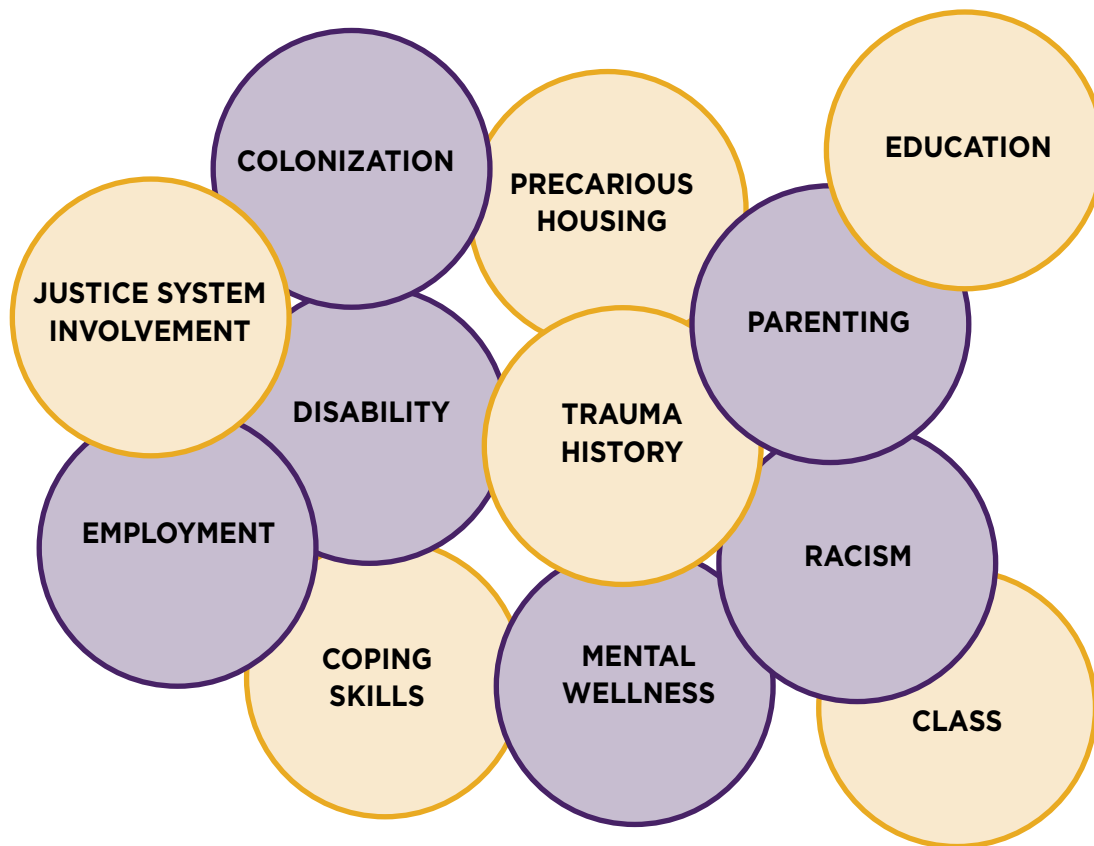 COLONIZATION
PRECARIOUS
HOUSING
EDUCATION
JUSTICE SYSTEM
INVOLVEMENT
PARENTING
DISABILITY
TRAUMA
HISTORY
EMPLOYMENT
RACISM
COPING
SKILLS
MENTAL
WELLNESS
CLASS